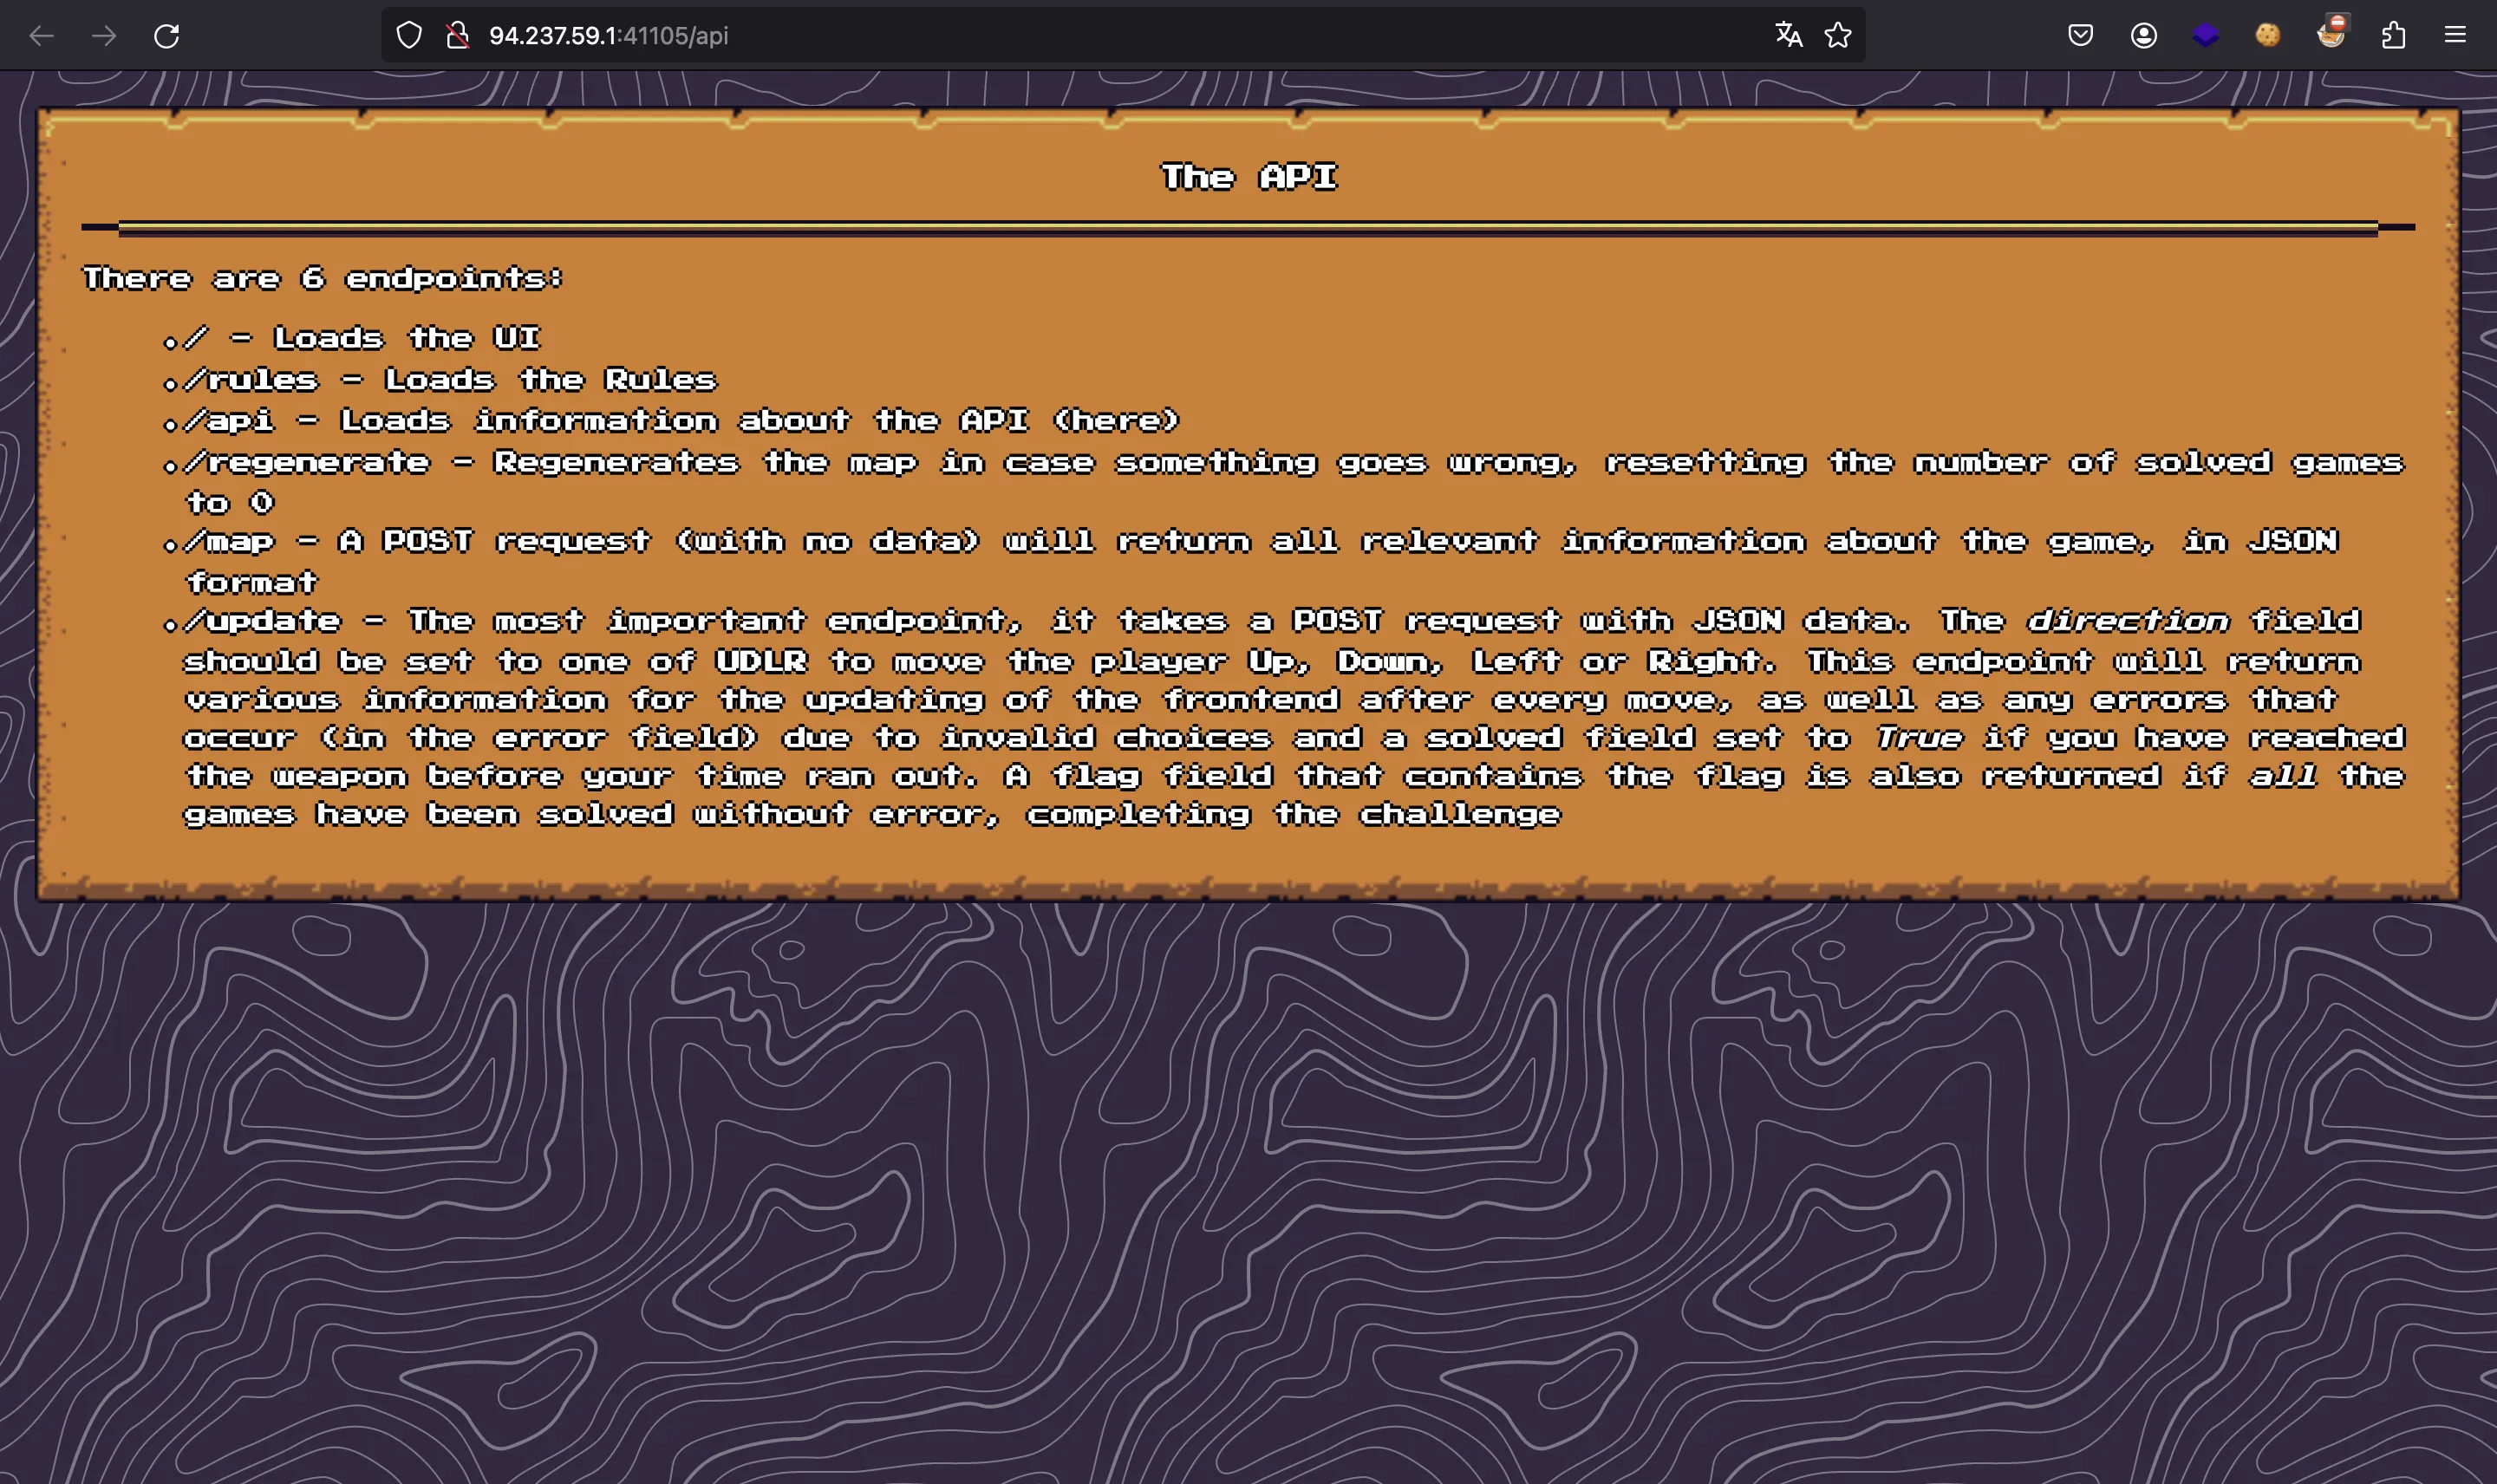 94.237.59.1:41105/api
The API
There are 6 endpoints:
./ - Loads the UI
./rules - Loads the Rules
./api - Loads information about the API (here)
./regenerate - Regenerates the map in case something goes wrong, resetting the number of solved games
to 0
./map - A POST request (with no data) will return all relevant information about the game, in JSON
format
./update - The most important endpoint, it takes a POST request with JSON data. The direction field
should be set to one of UDLR to move the player Up, Down, Left or Right. This endpoint will return
various information for the updating of the frontend after every move, as well as any errors that
occur (in the error field) due to invalid choices and a solved field set to True if you have reached
the weapon before your time ran out. A flag field that contains the flag is also returned if all the
games have been solved without error, completing the challenge